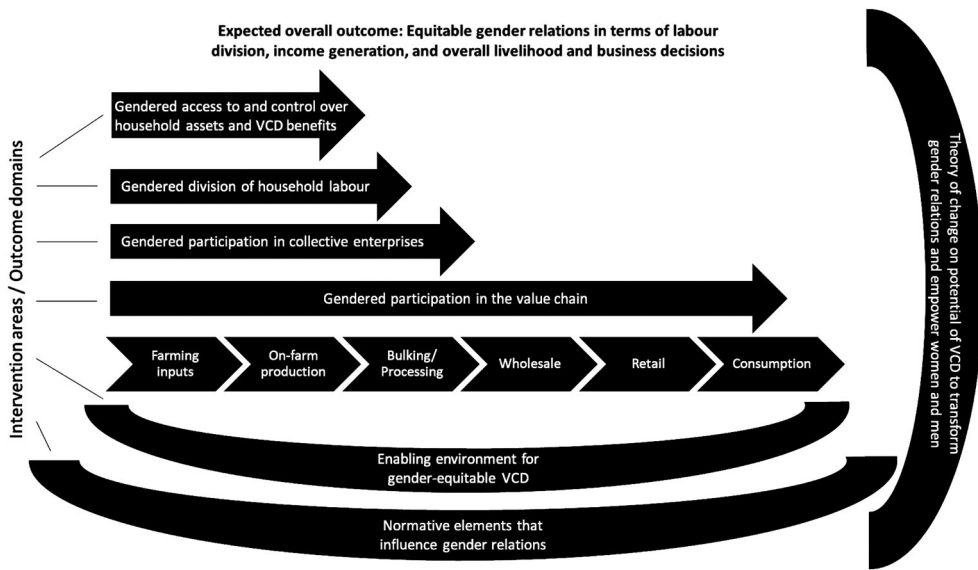 Expected overall outcome: Equitable gender relations in terms of labour
division, income generation, and overall livelihood and business decisions
Intervention areas / Outcome domains
Gendered access to and control over
household assets and VCD benefits
Gendered division of household labour
Gendered participation in collective enterprises
Gendered participation in the value chain
Farming
inputs
On-farm
production
Bulking/
Processing
Wholesale
Retail
Consumption
Enabling environment for
gender-equitable VCD
Normative elements that
influence gender relations
Theory of change on potential of VCD to transform
gender relations and empower women and men